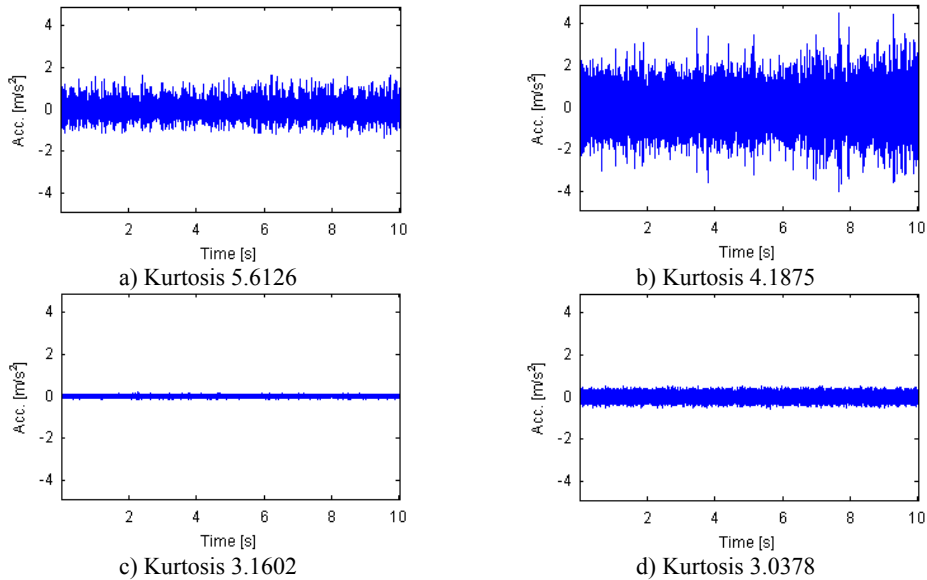 4
2
0
-2
-4
Acc. [m/s²]
2 4 6 8 10
Time [s]
a) Kurtosis 5.6126
4
2
0
-2
-4
Acc. [m/s²]
2 4 6 8 10
Time [s]
b) Kurtosis 4.1875
4
2
0
-2
-4
Acc. [m/s²]
2 4 6 8 10
Time [s]
c) Kurtosis 3.1602
4
2
0
-2
-4
Acc. [m/s²]
2 4 6 8 10
Time [s]
d) Kurtosis 3.0378